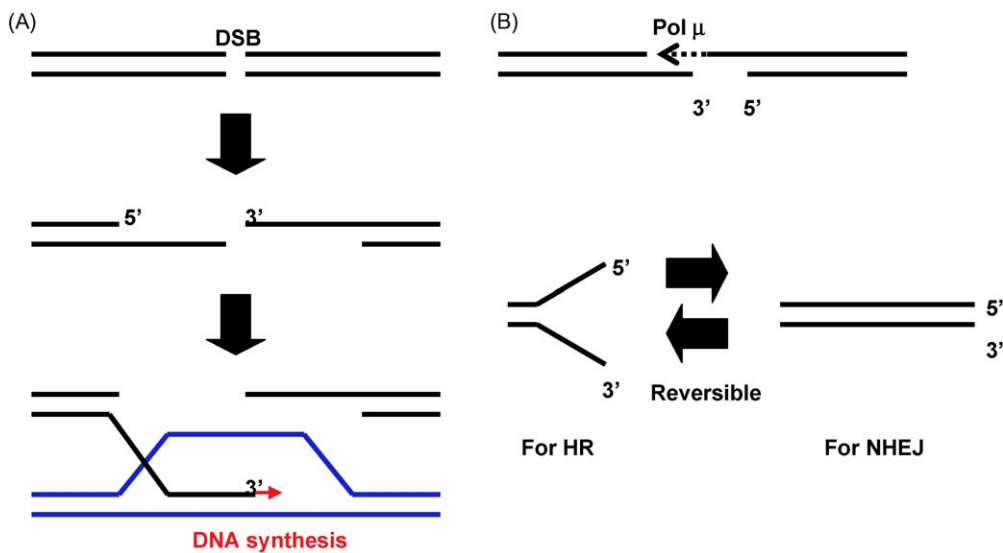 (A)
DSB
5’ 3’
3’
DNA synthesis
(B)
Pol μ
3’ 5’
5’
3’
Reversible
5’
3’
For HR
For NHEJ